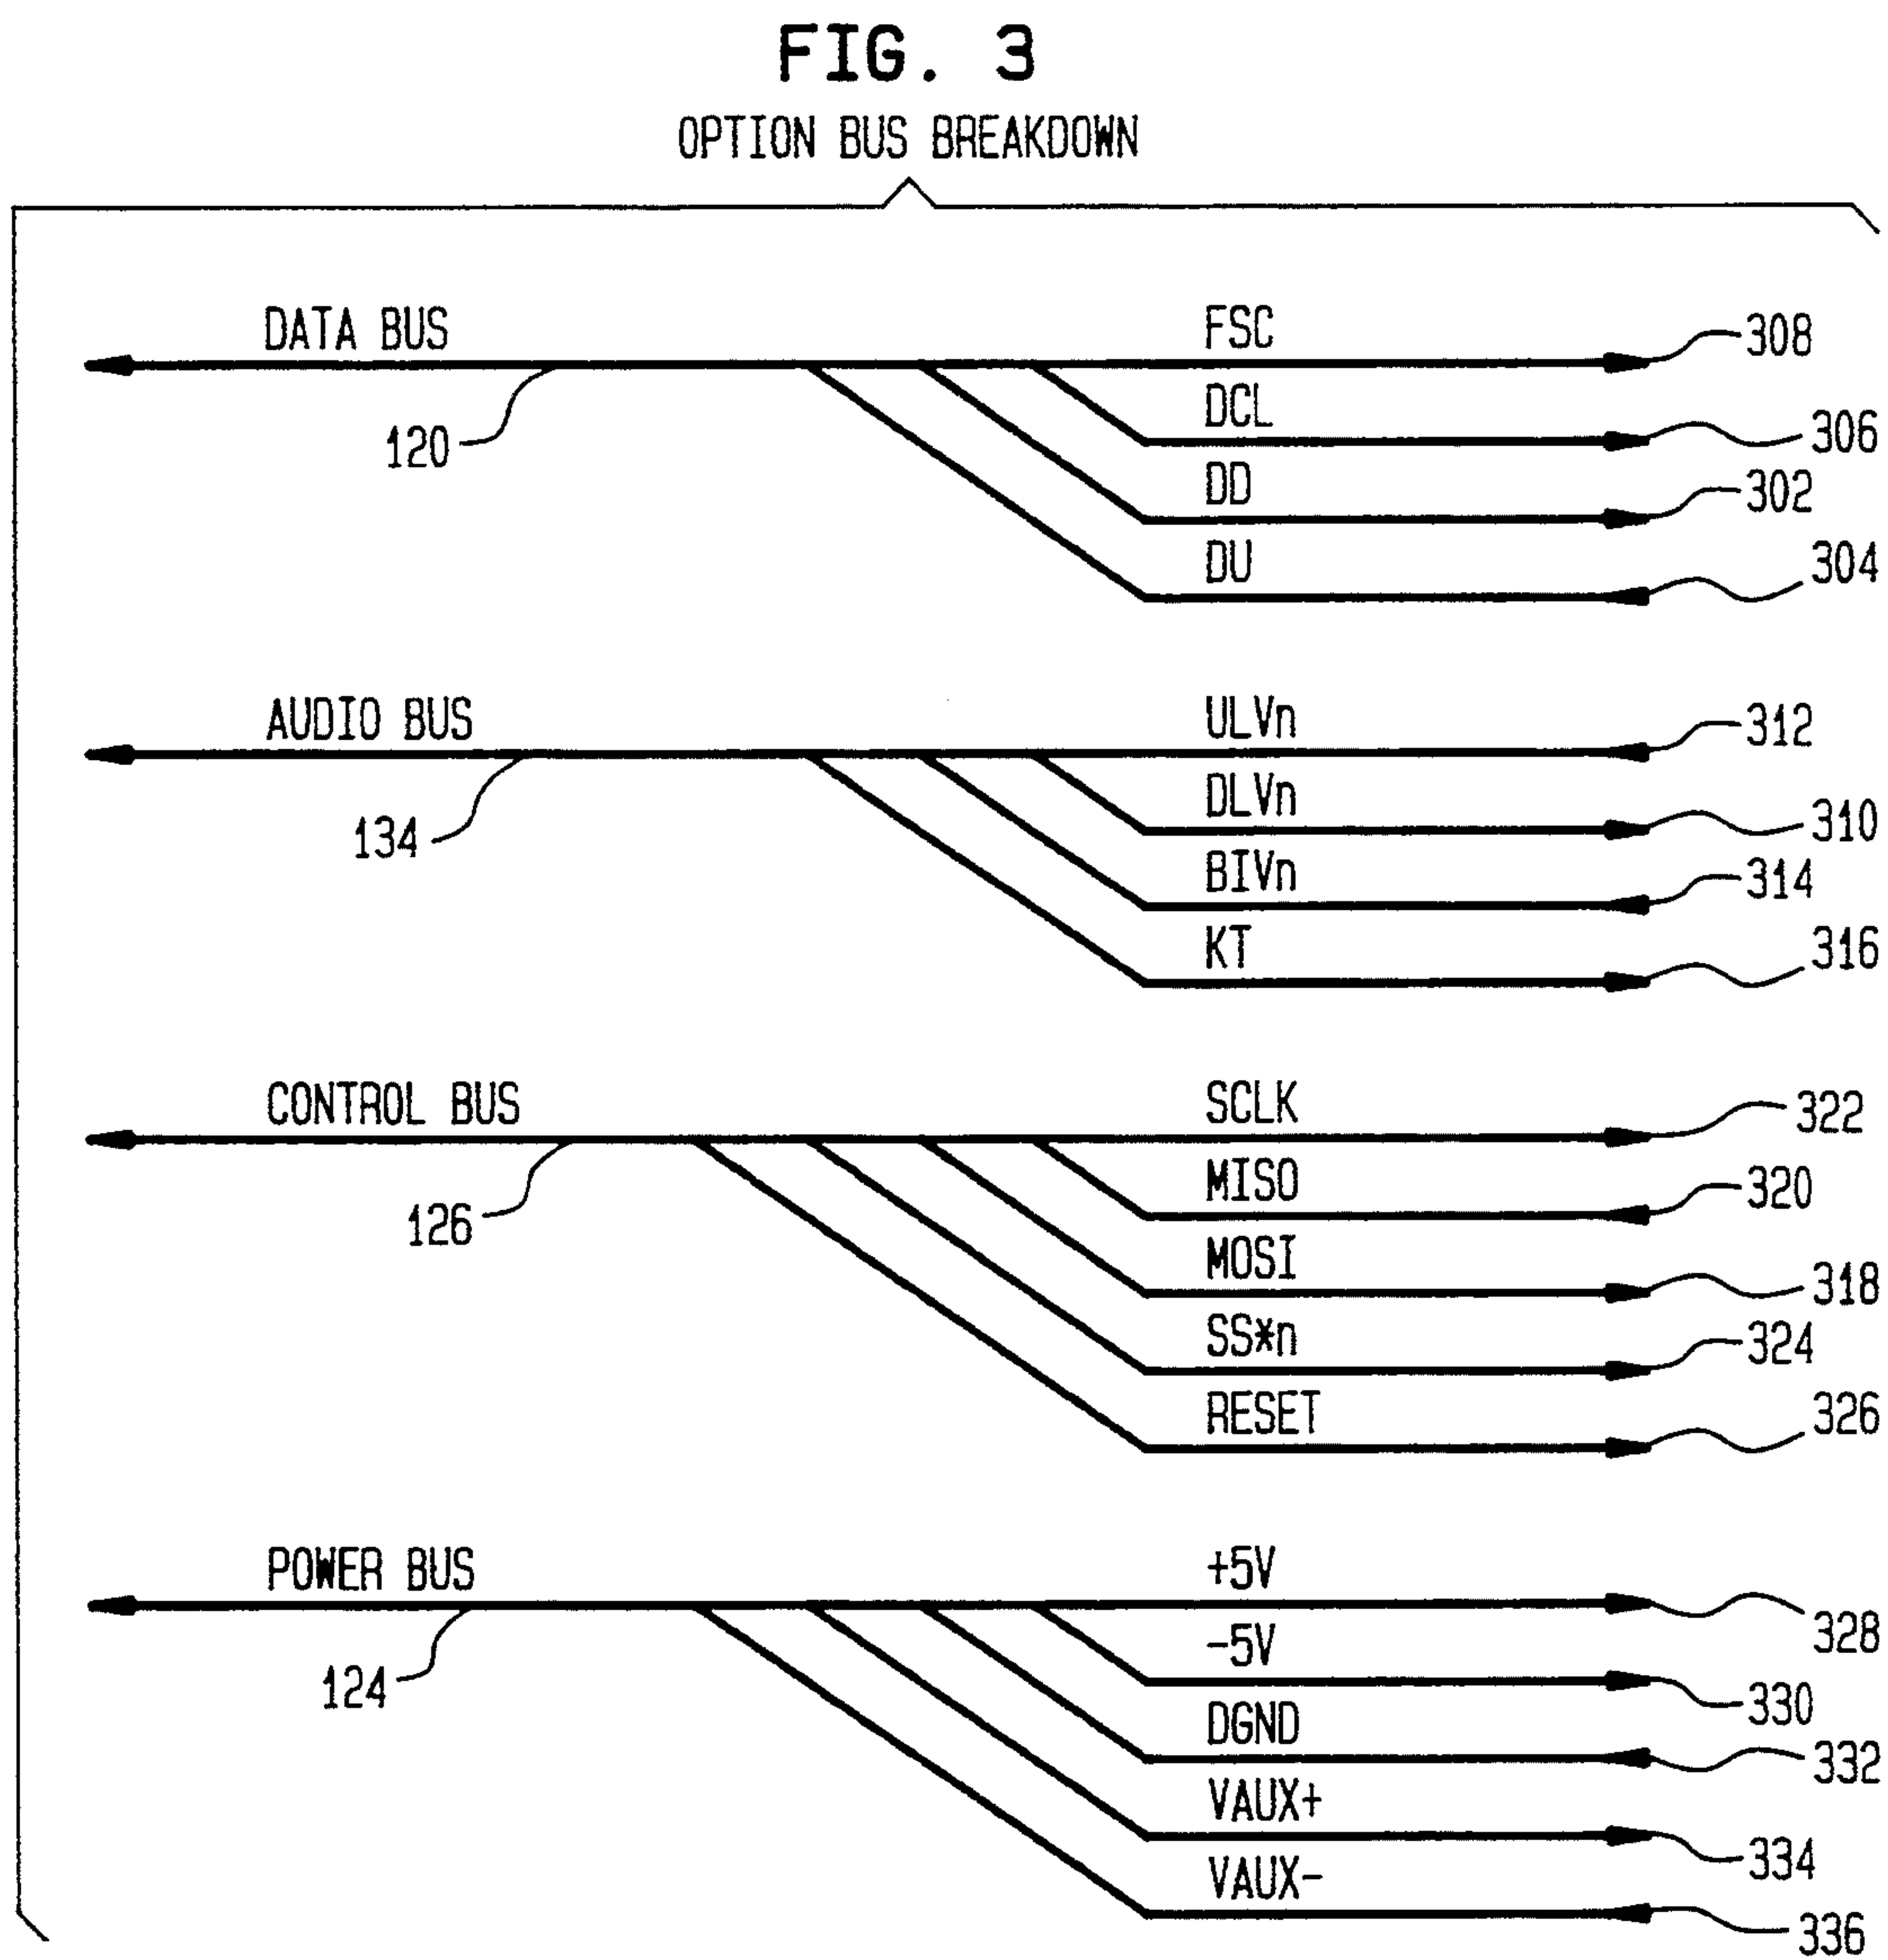 FIG. 3
OPTION BUS BREAKDOWN
DATA BUS
120
FSC
308
DCL
306
DD
302
DU
304
AUDIO BUS
134
ULVn
312
DLVn
310
BIVn
314
KT
316
CONTROL BUS
126
SCLK
322
MISO
320
MOSI
318
SS*n
324
RESET
326
POWER BUS
124
+5V
328
-5V
330
DGND
332
VAUX+
334
VAUX-
336